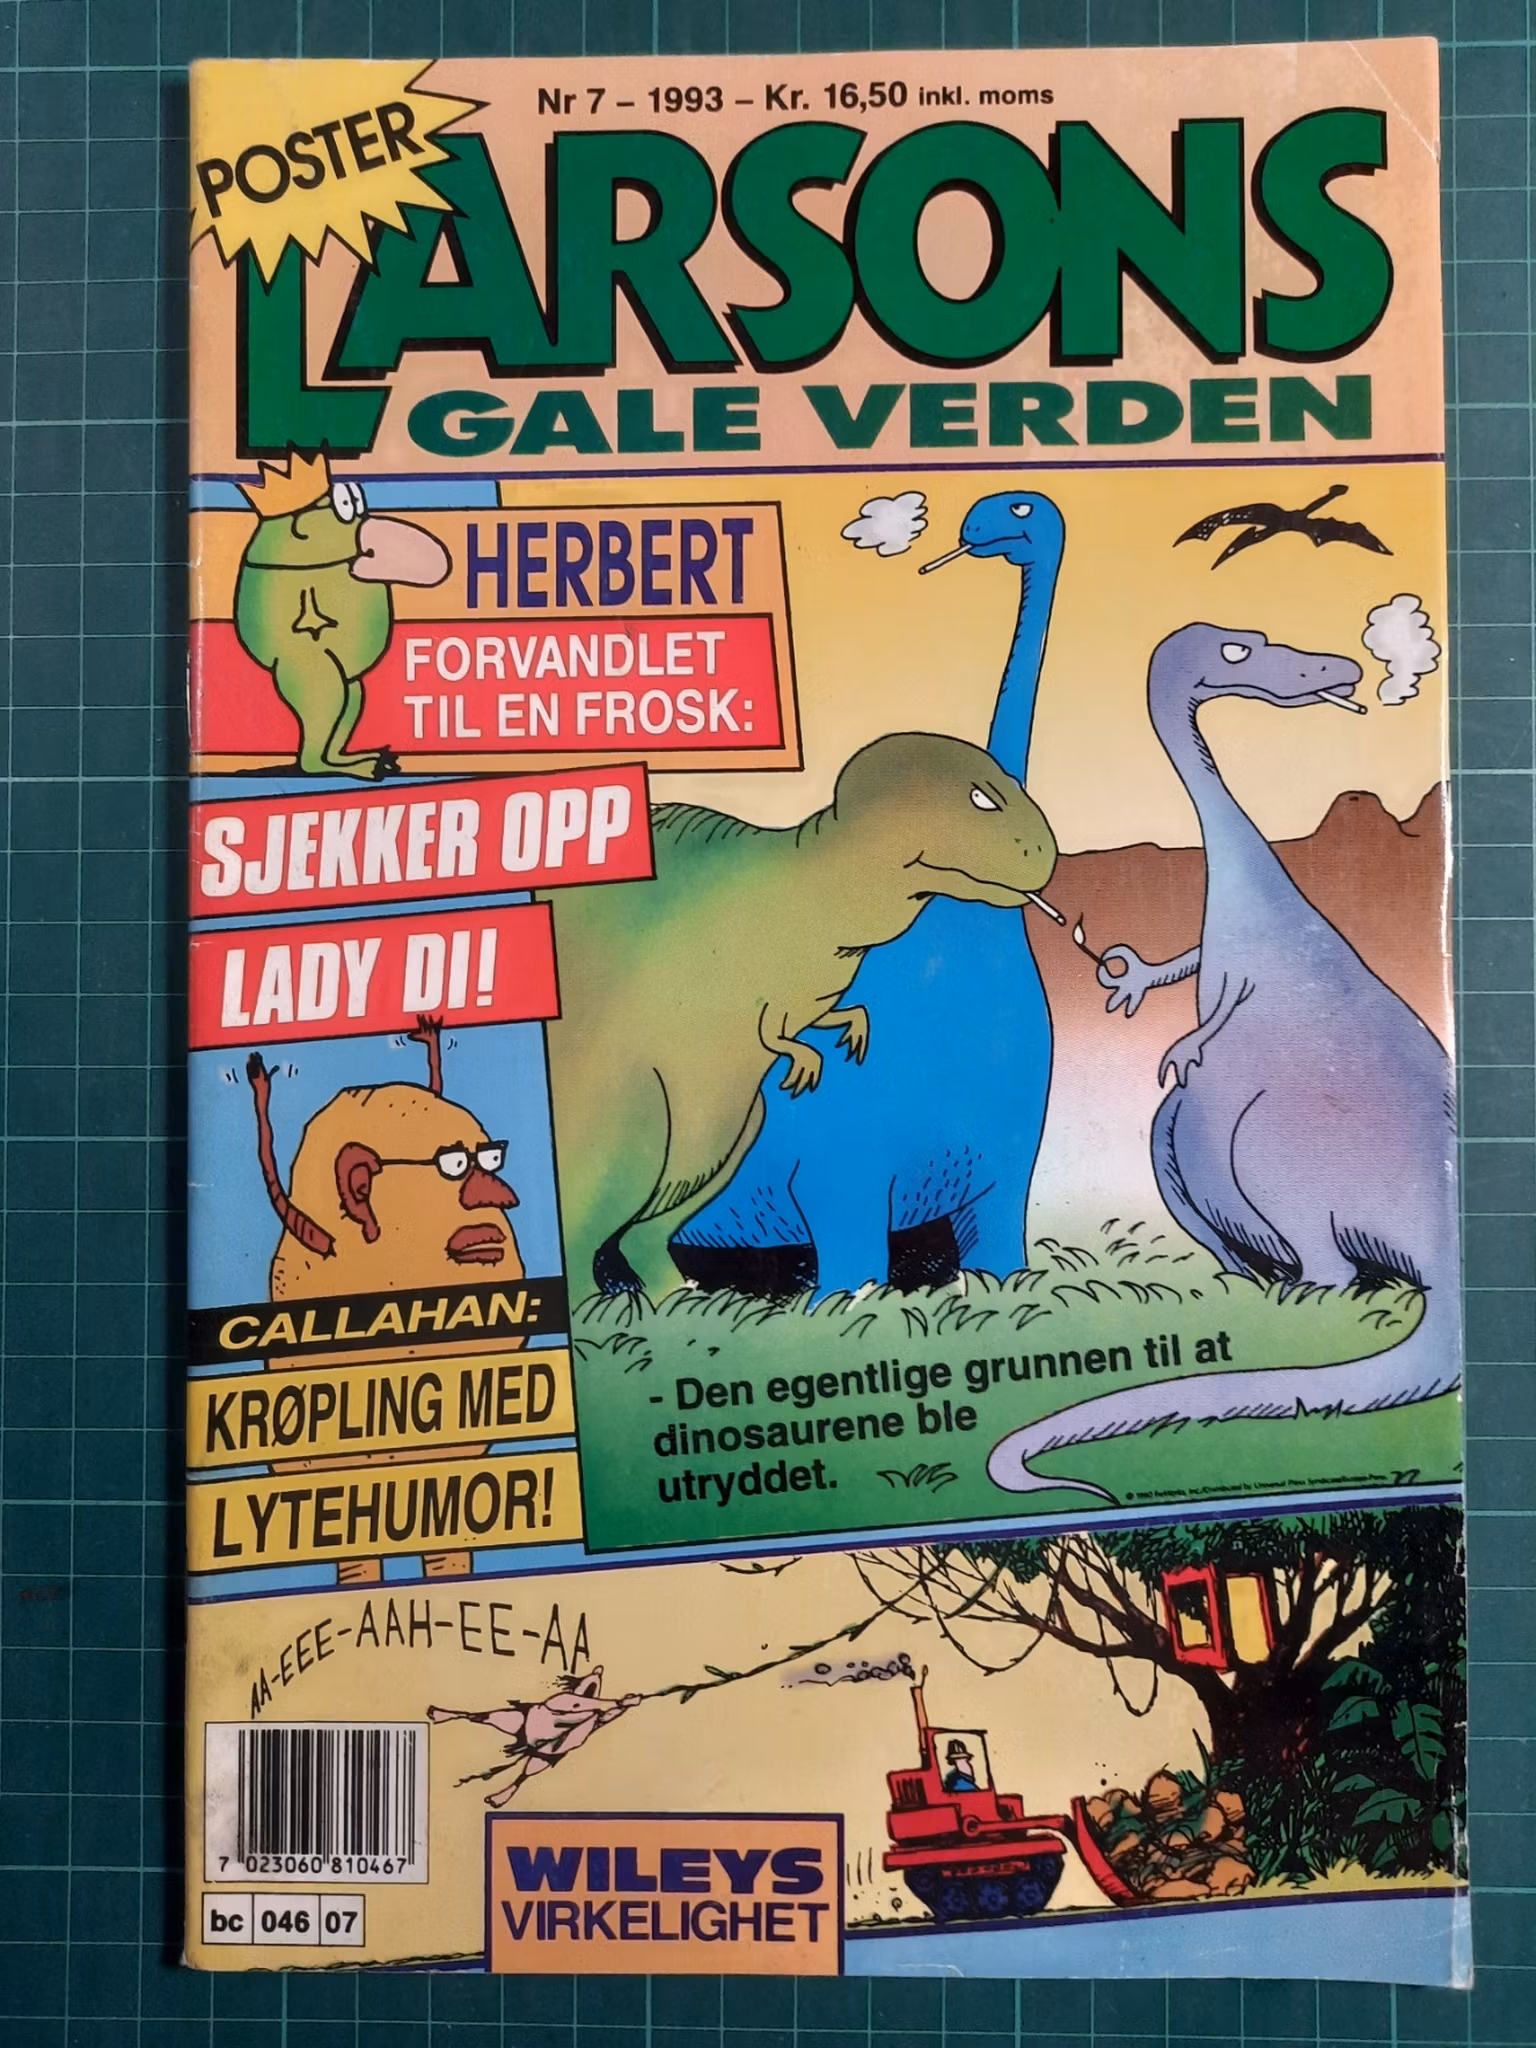 POSTER
Nr 7 – 1993 – Kr. 16,50 inkl. moms
LARSONS
GALE VERDEN
HERBERT
FORVANDLET
TIL EN FROSK:
SJEKKER OPP
LADY DI!
CALLAHAN:
KRØPLING MED
LYTEHUMOR!
- Den egentlige grunnen til at
dinosaurene ble
utryddet.
AA-EEE-AAH-EE-AA
7 023060 810467
bc 046 07
WILEYS
VIRKELIGHET